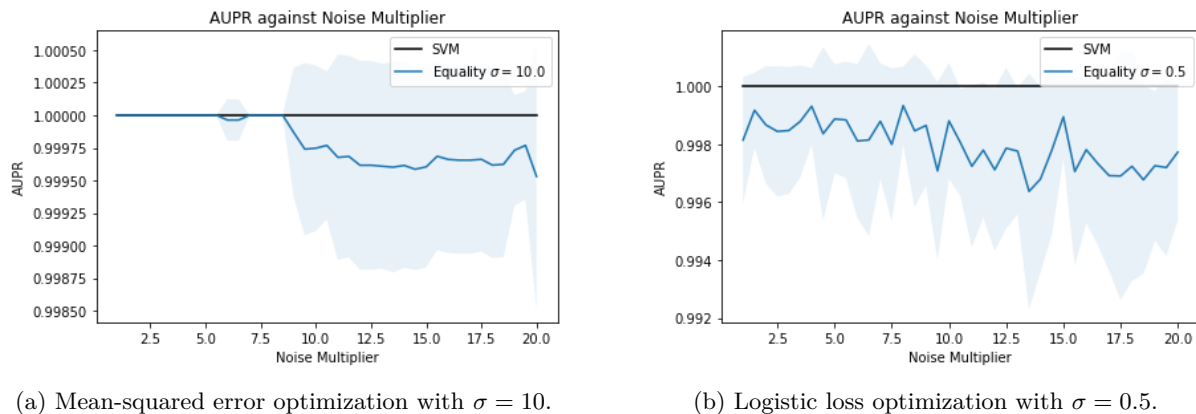 AUPR against Noise Multiplier
SVM
Equality σ = 10.0
1.00050
1.00025
1.00000
0.99975
0.99950
0.99925
0.99900
0.99875
0.99850
AUPR
2.5 5.0 7.5 10.0 12.5 15.0 17.5 20.0
Noise Multiplier
(a) Mean-squared error optimization with σ = 10.
AUPR against Noise Multiplier
SVM
Equality σ = 0.5
1.000
0.998
0.996
0.994
0.992
AUPR
2.5 5.0 7.5 10.0 12.5 15.0 17.5 20.0
Noise Multiplier
(b) Logistic loss optimization with σ = 0.5.